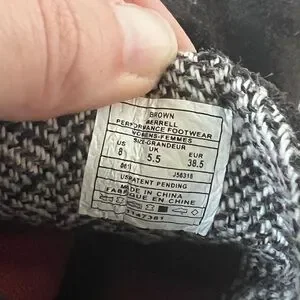 BROWN
MERRELL
PERFORMANCE FOOTWEAR
WOMENS-FEMMES
SIZE-GRANDEUR
US UK EUR
8 5.5 38.5
J56318
US PATENT PENDING
MADE IN CHINA
FABRIQUE EN CHINE